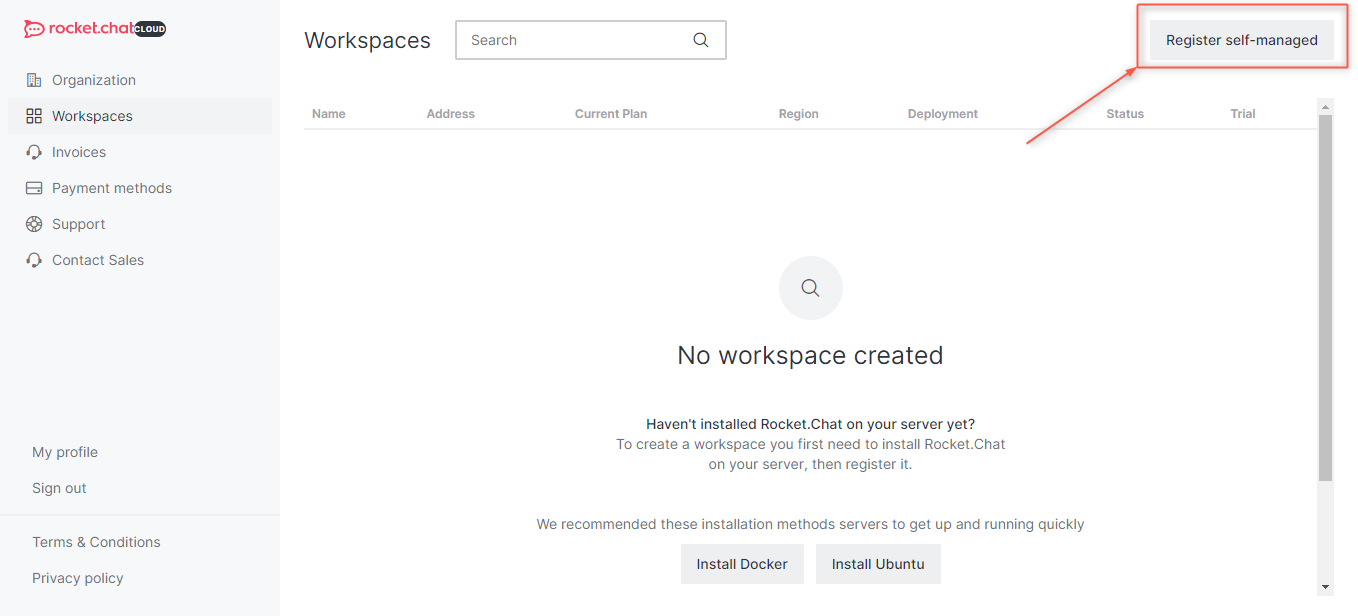 rocket.chat CLOUD
Organization
Workspaces
Invoices
Payment methods
Support
Contact Sales
My profile
Sign out
Terms & Conditions
Privacy policy
Workspaces
Search
Register self-managed
Name Address Current Plan Region Deployment Status Trial
No workspace created
Haven't installed Rocket.Chat on your server yet?
To create a workspace you first need to install Rocket.Chat
on your server, then register it.
We recommended these installation methods servers to get up and running quickly
Install Docker Install Ubuntu